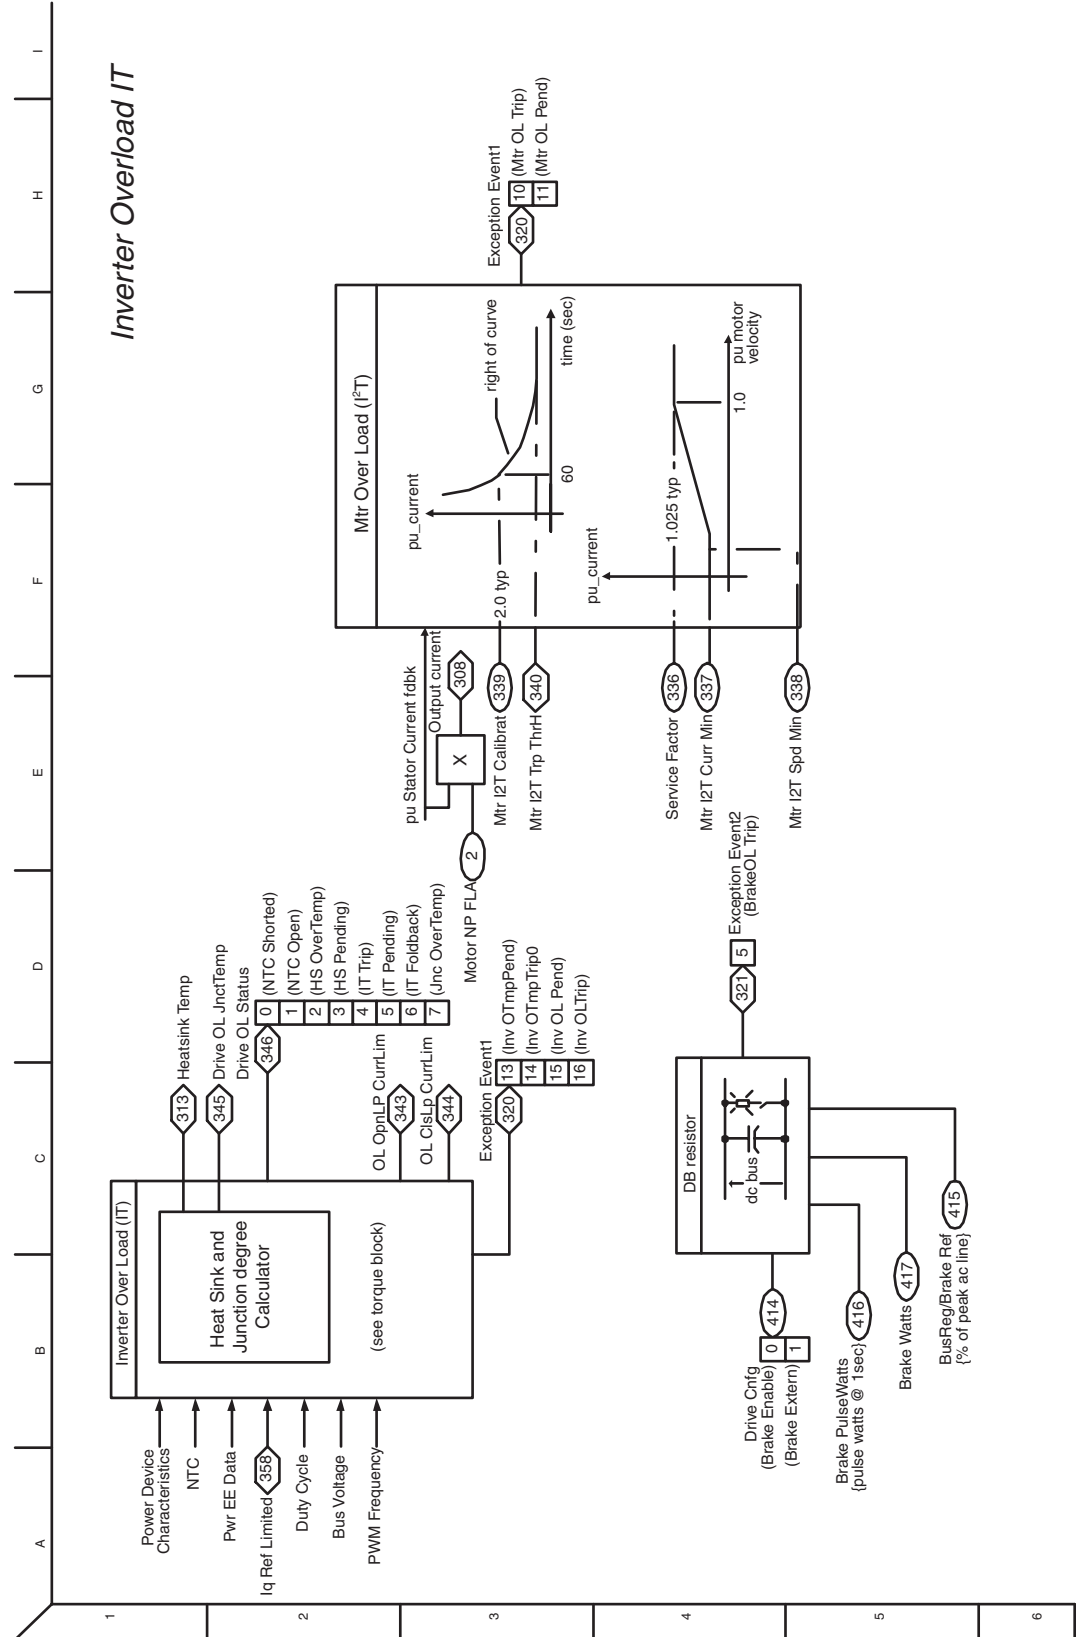 Inverter Overload IT
A
B
C
D
E
F
G
H
I
1
2
3
4
5
6
Power Device
Characteristics
NTC
Pwr EE Data
Iq Ref Limited
358
Duty Cycle
Bus Voltage
PWM Frequency
Inverter Over Load (IT)
Heat Sink and
Junction degree
Calculator
(see torque block)
313
Heatsink Temp
345
Drive OL JnctTemp
Drive OL Status
346
0 (NTC Shorted)
1 (NTC Open)
2 (HS OverTemp)
3 (HS Pending)
4 (IT Trip)
5 (IT Pending)
6 (IT Foldback)
7 (Jnc OverTemp)
OL OpnLP CurrLim
343
OL ClsLp CurrLim
344
Exception Event1
320
13 (Inv OTmpPend)
14 (Inv OTmpTrip0
15 (Inv OL Pend)
16 (Inv OLTrip)
pu Stator Current fdbk
Output current
X
308
2
Motor NP FLA
Mtr I2T Calibrat
339
Mtr I2T Trp ThrH
340
Service Factor
336
Mtr I2T Curr Min
337
Mtr I2T Spd Min
338
Mtr Over Load (I²T)
pu_current
2.0 typ
right of curve
60
time (sec)
pu_current
1.025 typ
1.0
pu motor
velocity
Exception Event1
320
10 (Mtr OL Trip)
11 (Mtr OL Pend)
DB resistor
dc bus
321
5
Exception Event2
(BrakeOL Trip)
Drive Cnfg
(Brake Enable)
0
414
(Brake Extern)
1
Brake PulseWatts
{pulse watts @ 1sec}
416
Brake Watts
417
BusReg/Brake Ref
{% of peak ac line}
415